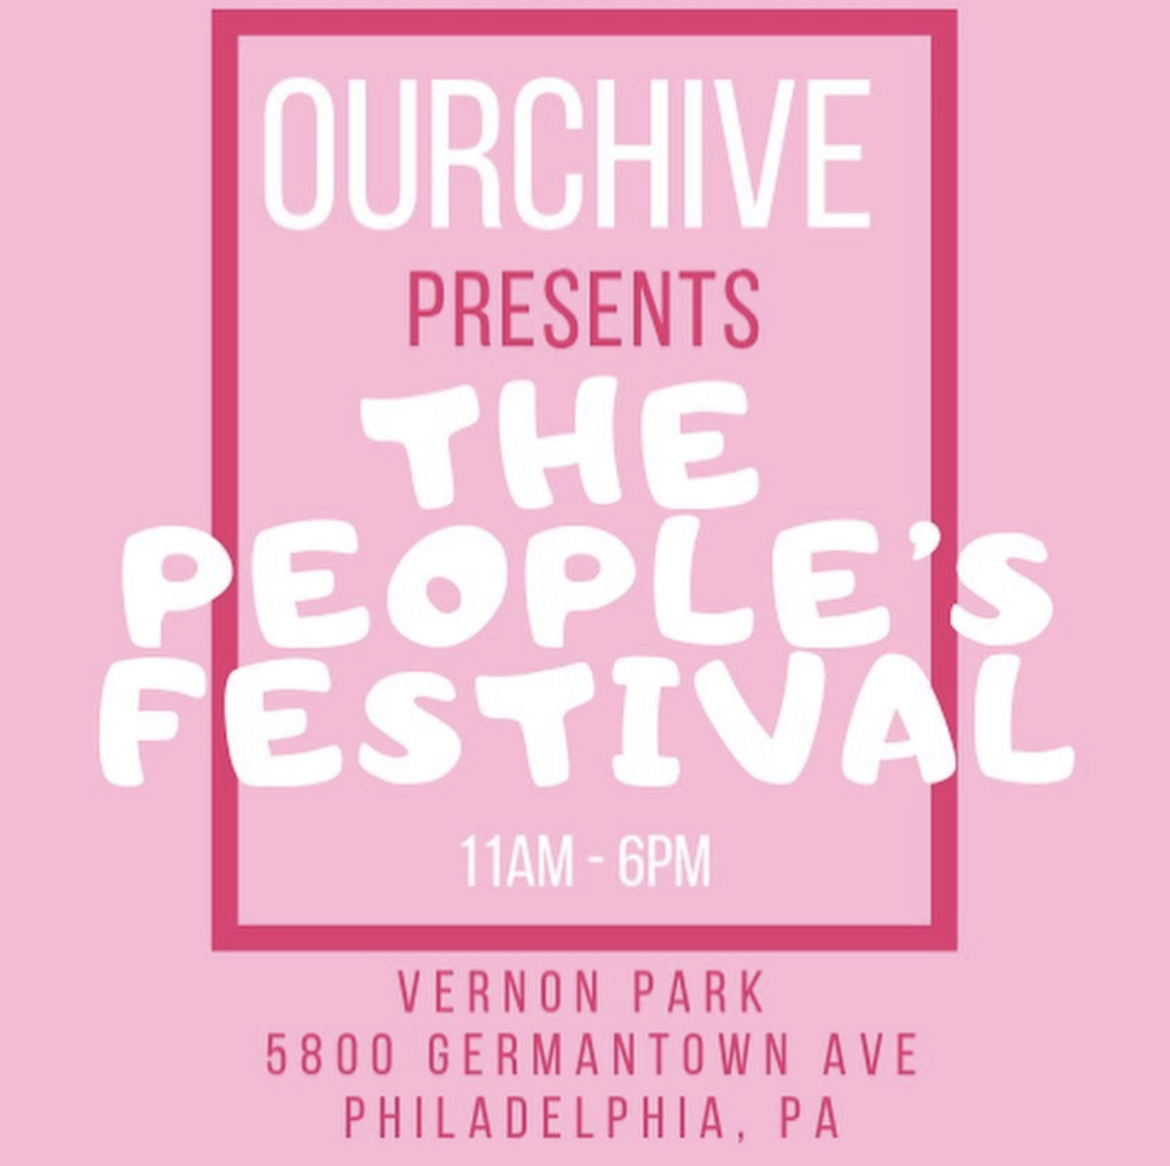 OURCHIVE
PRESENTS
THE
PEOPLE'S
FESTIVAL
11AM - 6PM
VERNON PARK
5800 GERMANTOWN AVE
PHILADELPHIA, PA